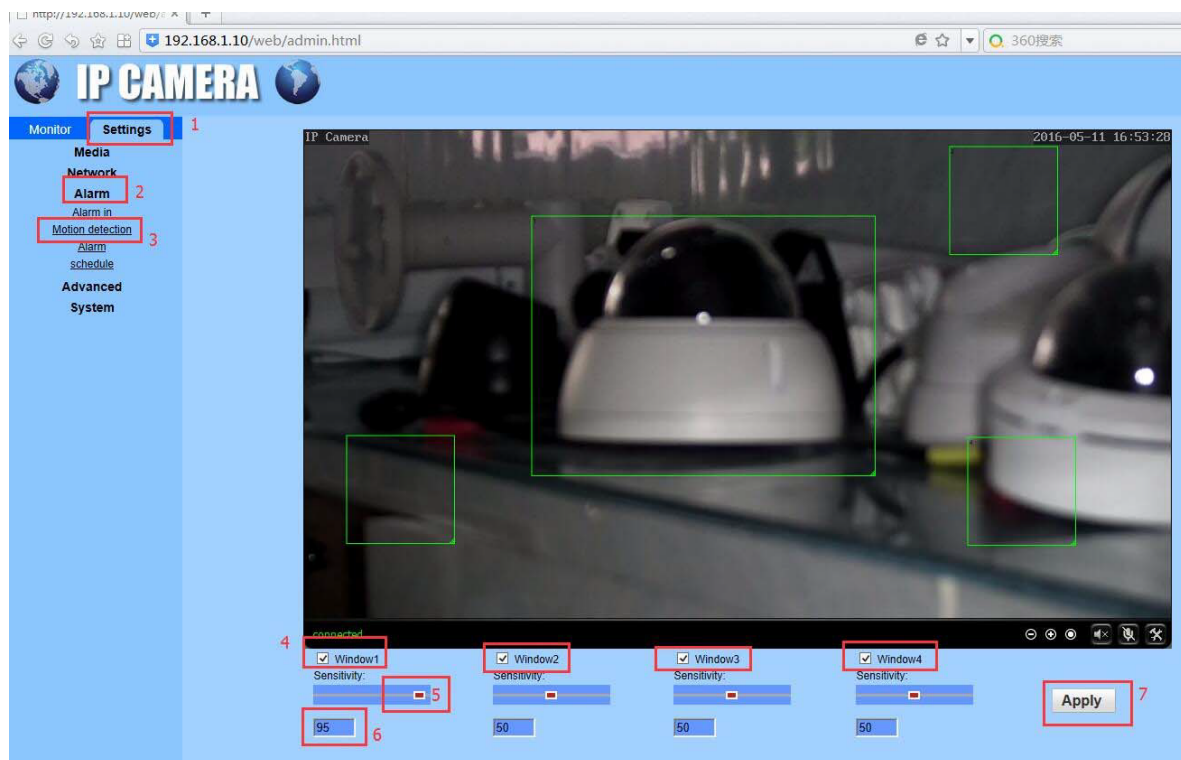 http://192.168.1.10/web/
192.168.1.10/web/admin.html
360搜索
IP CAMERA
Monitor
Settings
1
Media
Network
Alarm
2
Alarm in
Motion detection
3
Alarm
schedule
Advanced
System
IP Camera
2016-05-11 16:53:28
connected
4
Window1
Window2
Window3
Window4
Sensitivity:
Sensitivity:
Sensitivity:
Sensitivity:
5
95
6
50
50
50
Apply
7